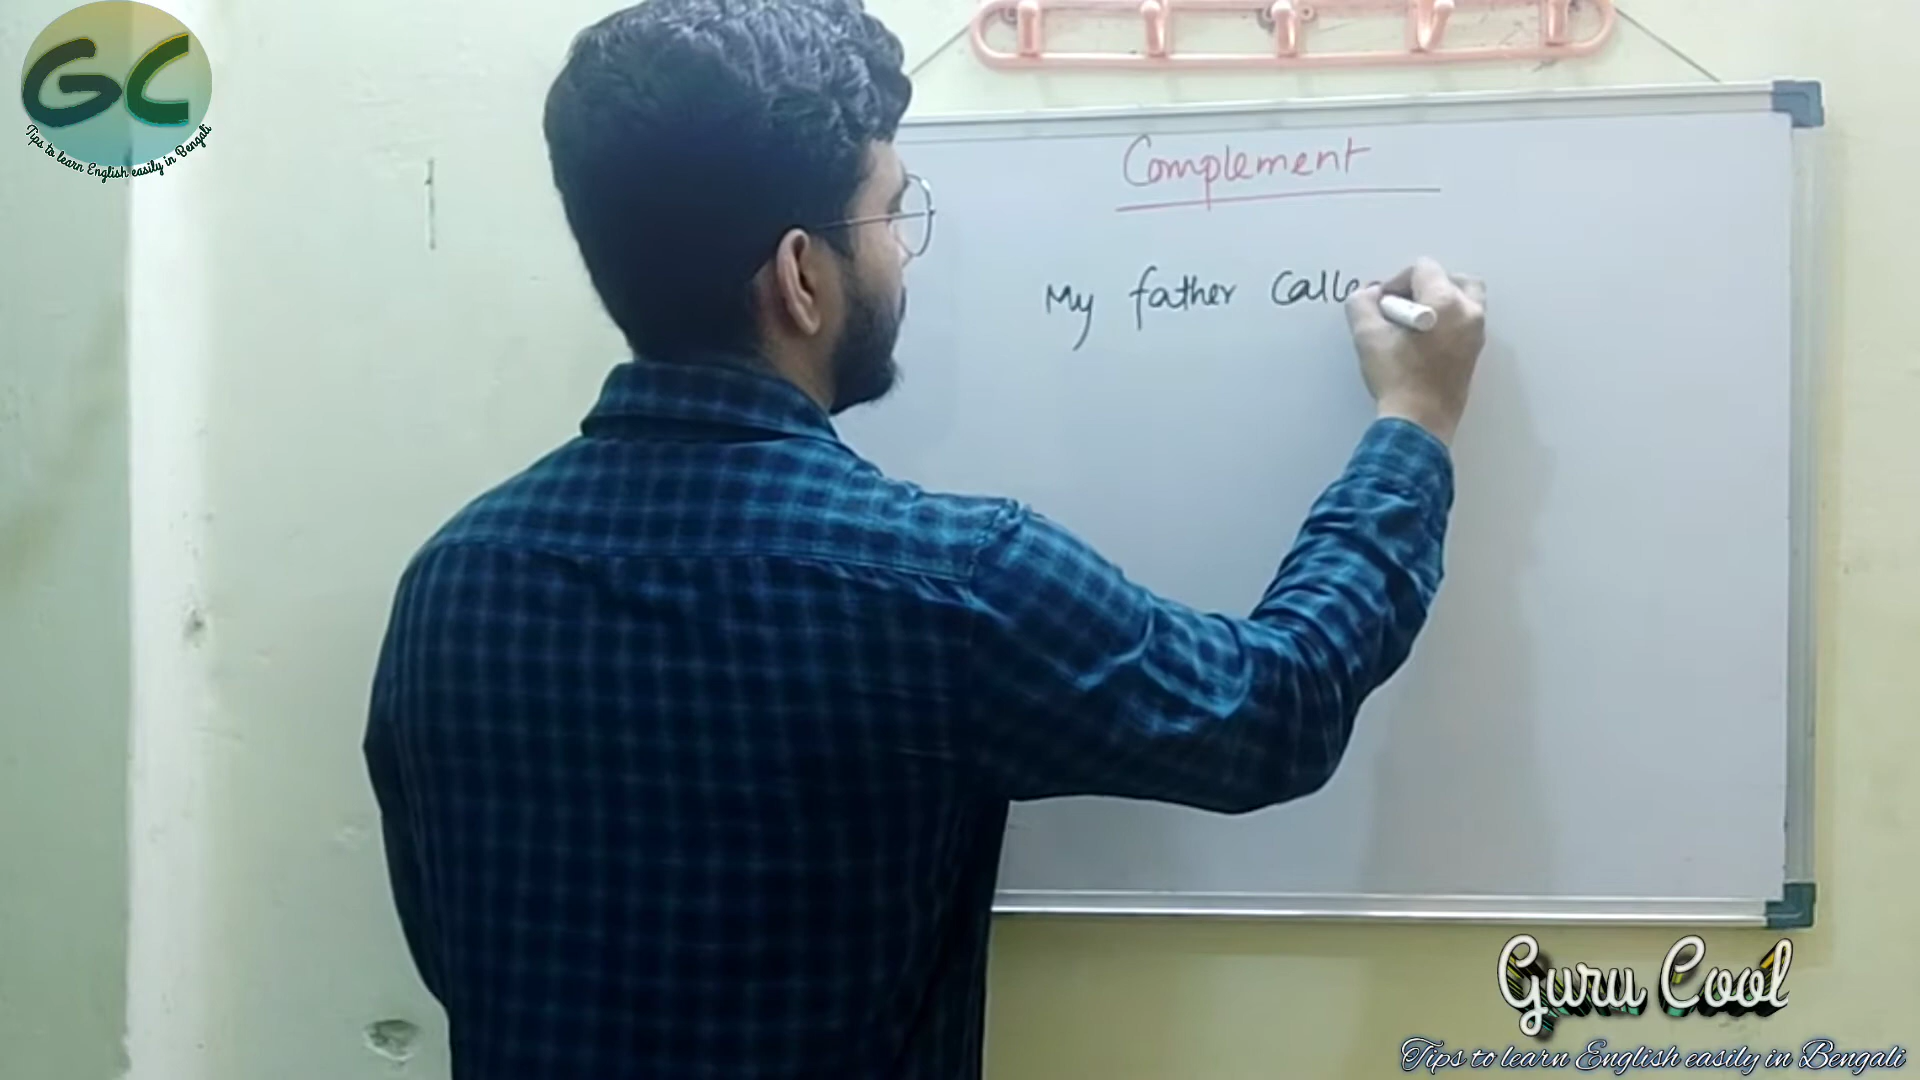 GC
Tips to learn English easily in Bengali
Complement
My father Calle
Guru Cool
Tips to learn English easily in Bengali